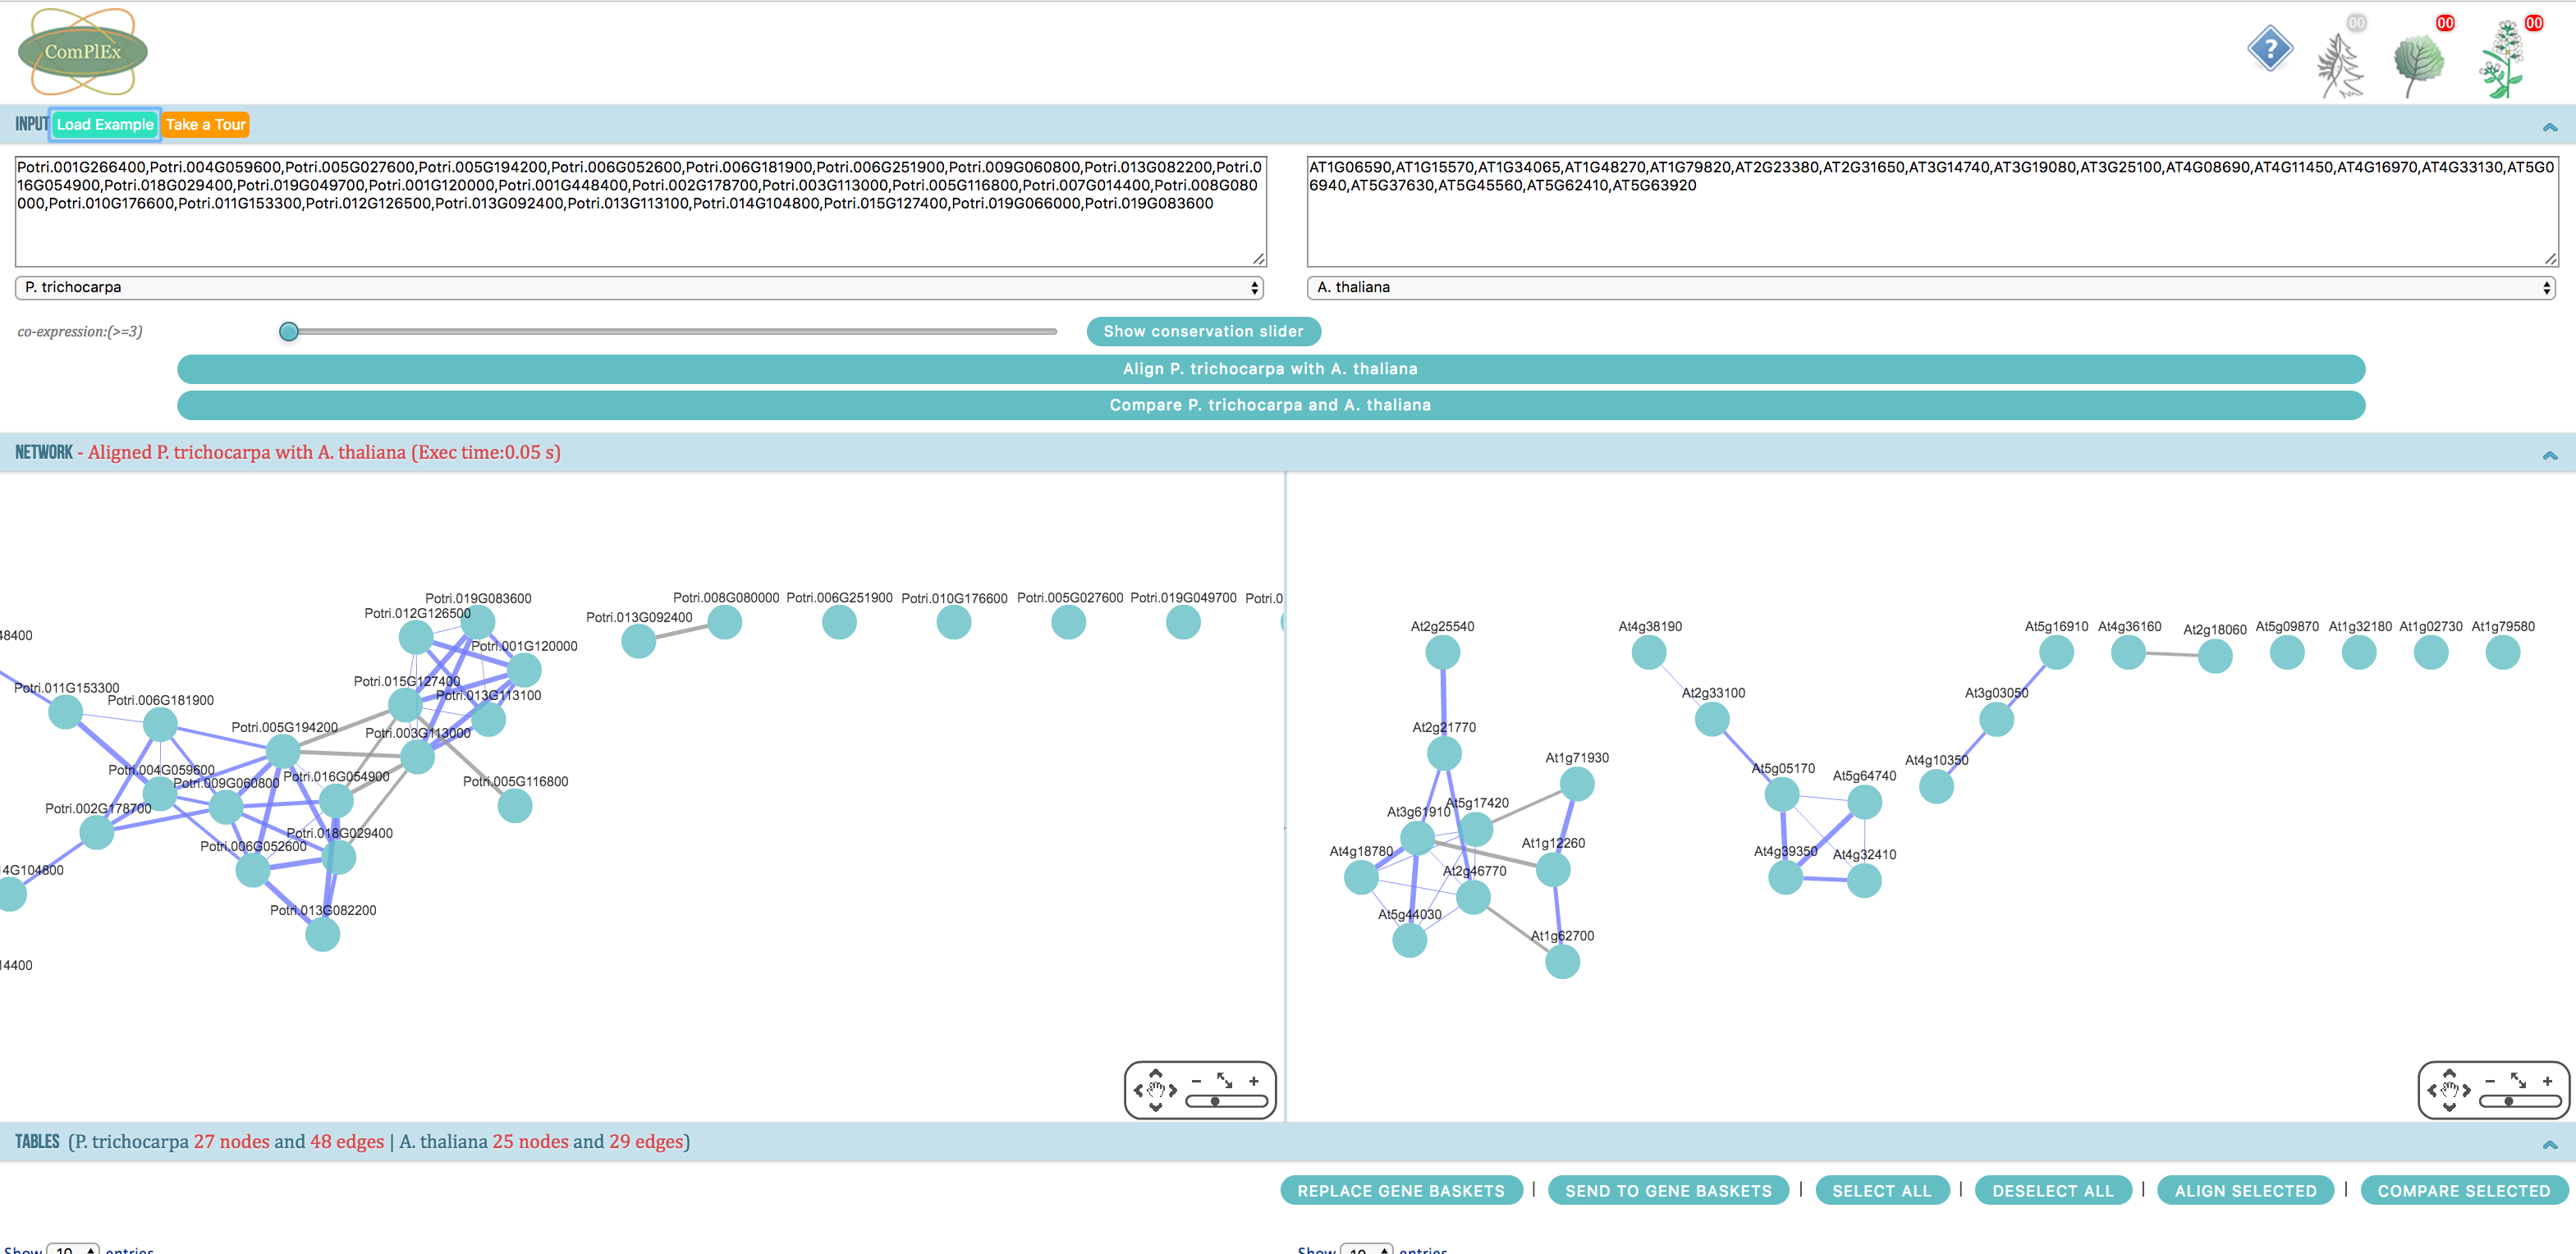 ComPlEx
?
00
00
00
INPUT Load Example Take a Tour
Potri.001G266400,Potri.004G059600,Potri.005G027600,Potri.005G194200,Potri.006G052600,Potri.006G181900,Potri.006G251900,Potri.009G060800,Potri.013G082200,Potri.0
16G054900,Potri.018G029400,Potri.019G049700,Potri.001G120000,Potri.001G448400,Potri.002G178700,Potri.003G113000,Potri.005G116800,Potri.007G014400,Potri.008G080
000,Potri.010G176600,Potri.011G153300,Potri.012G126500,Potri.013G092400,Potri.013G113100,Potri.014G104800,Potri.015G127400,Potri.019G066000,Potri.019G083600
AT1G06590,AT1G15570,AT1G34065,AT1G48270,AT1G79820,AT2G23380,AT2G31650,AT3G14740,AT3G19080,AT3G25100,AT4G08690,AT4G11450,AT4G16970,AT4G33130,AT5G0
6940,AT5G37630,AT5G45560,AT5G62410,AT5G63920
P. trichocarpa
A. thaliana
co-expression:(>=3)
Show conservation slider
Align P. trichocarpa with A. thaliana
Compare P. trichocarpa and A. thaliana
NETWORK - Aligned P. trichocarpa with A. thaliana (Exec time:0.05 s)
Potri.019G083600
Potri.012G126500
Potri.008G080000
Potri.006G251900
Potri.010G176600
Potri.005G027600
Potri.019G049700
Potri.0
Potri.013G092400
48400
Potri.001G120000
Potri.015G127400
Potri.011G153300
Potri.013G113100
Potri.006G181900
Potri.005G194200
Potri.003G113000
Potri.004G059600
Potri.009G060800
Potri.016G054900
Potri.005G116800
Potri.002G178700
Potri.018G029400
Potri.006G052600
14G104800
Potri.013G082200
14400
At2g25540
At4g38190
At5g16910
At4g36160
At2g18060
At5g09870
At1g32180
At1g02730
At1g79580
At2g33100
At3g03050
At2g21770
At1g71930
At4g10350
At5g05170
At5g64740
At5g17420
At3g61910
At1g12260
At4g18780
At4g39350
At4g32410
At2g46770
At5g44030
At1g62700
TABLES (P. trichocarpa 27 nodes and 48 edges | A. thaliana 25 nodes and 29 edges)
REPLACE GENE BASKETS | SEND TO GENE BASKETS | SELECT ALL | DESELECT ALL | ALIGN SELECTED | COMPARE SELECTED
Show 10 entries
Show 10 entries